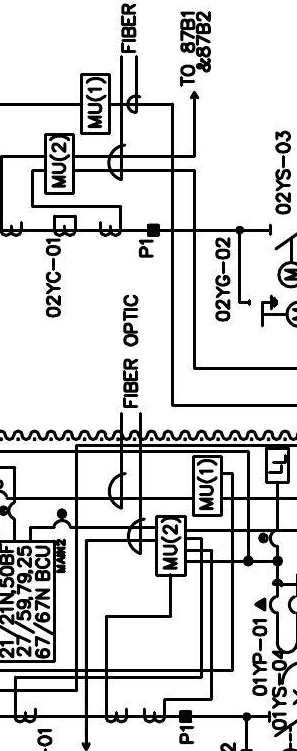 FIBER
TO 87B1
&87B2
MU(1)
MU(2)
02YS-03
P1
02YC-01
02YG-02
M
FIBER OPTIC
MU(1)
MU(2)
21/21N,50BF
27/59,79,25
67/67N BCU
MAIN2
01YP-01
01YS-04
P1
-01
2